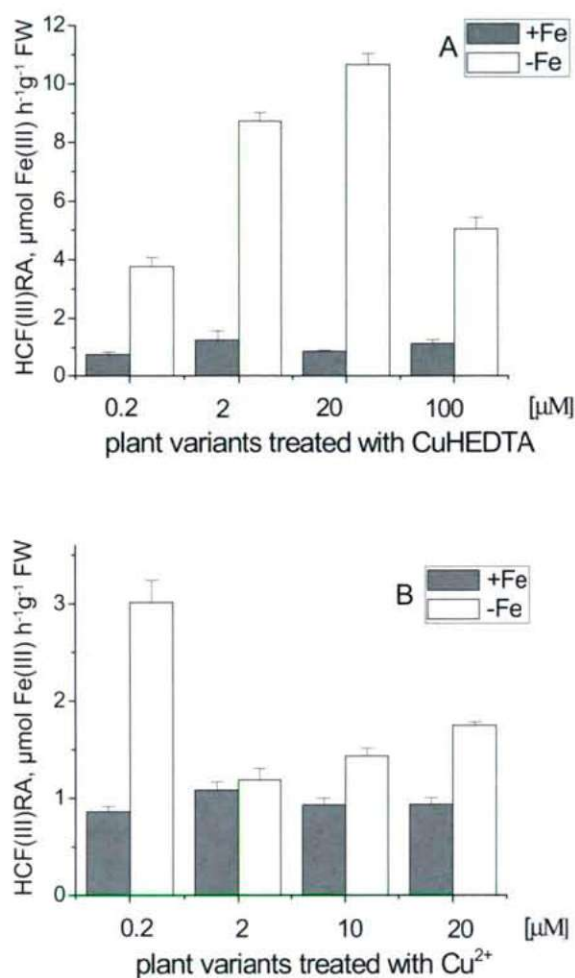 HCF(III)RA, µmol Fe(III) h⁻¹g⁻¹ FW
12
10
8
6
4
2
0
A
+Fe
-Fe
0.2 2 20 100 [µM]
plant variants treated with CuHEDTA
HCF(III)RA, µmol Fe(III) h⁻¹g⁻¹ FW
3
2
1
0
B
+Fe
-Fe
0.2 2 10 20 [µM]
plant variants treated with Cu²⁺